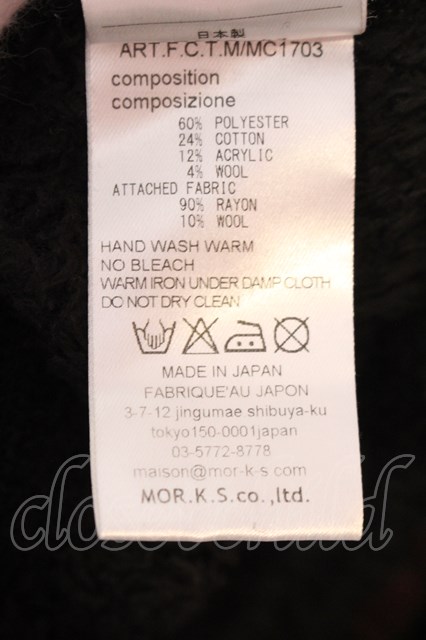 日本製
ART.F.C.T.M/MC1703
composition
composizione
60% POLYESTER
24% COTTON
12% ACRYLIC
4% WOOL
ATTACHED FABRIC
90% RAYON
10% WOOL
HAND WASH WARM
NO BLEACH
WARM IRON UNDER DAMP CLOTH
DO NOT DRY CLEAN
MADE IN JAPAN
FABRIQUE'AU JAPON
3-7-12 jingumae shibuya-ku
tokyo150-0001japan
03-5772-8778
maison@mor-k-s.com
MOR.K.S.co.,ltd.
closet child